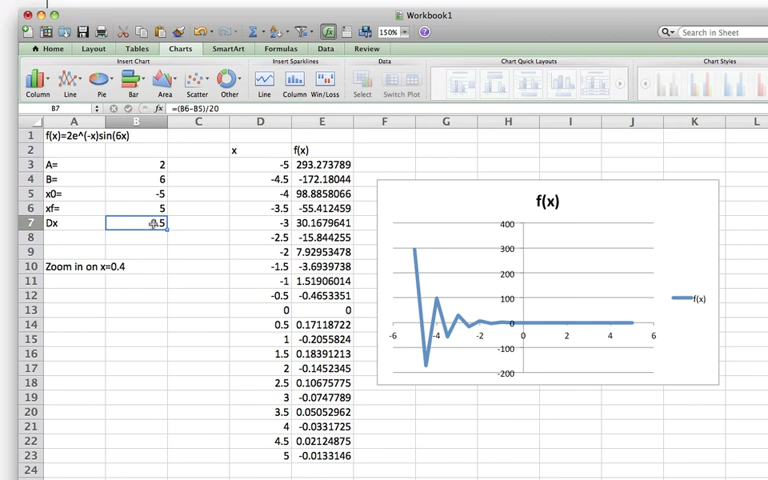 Workbook1
150%
Search in Sheet
Home Layout Tables Charts SmartArt Formulas Data Review
Insert Chart Insert Sparklines Data Chart Quick Layouts Chart Styles
Column Line Pie Bar Area Scatter Other Line Column Win/Loss Select Switch Plot
B7 fx =(B6-B5)/20
A B C D E F G H I J K L
1 f(x)=2e^(-x)sin(6x)
2 x f(x)
3 A= 2 -5 293.273789
4 B= 6 -4.5 -172.18044
5 x0= -5 -4 98.8858066
6 xf= 5 -3.5 -55.412459
7 Dx .5 -3 30.1679641
8 -2.5 -15.844255
9 -2 7.92953478
10 Zoom in on x=0.4 -1.5 -3.6939738
11 -1 1.51906014
12 -0.5 -0.4653351
13 0 0
14 0.5 0.17118722
15 1 -0.2055824
16 1.5 0.18391213
17 2 -0.1452345
18 2.5 0.10675775
19 3 -0.0747789
20 3.5 0.05052962
21 4 -0.0331725
22 4.5 0.02124875
23 5 -0.0133146
24
f(x)
400
300
200
100
0
-100
-200
-6 -4 -2 0 2 4 6
f(x)